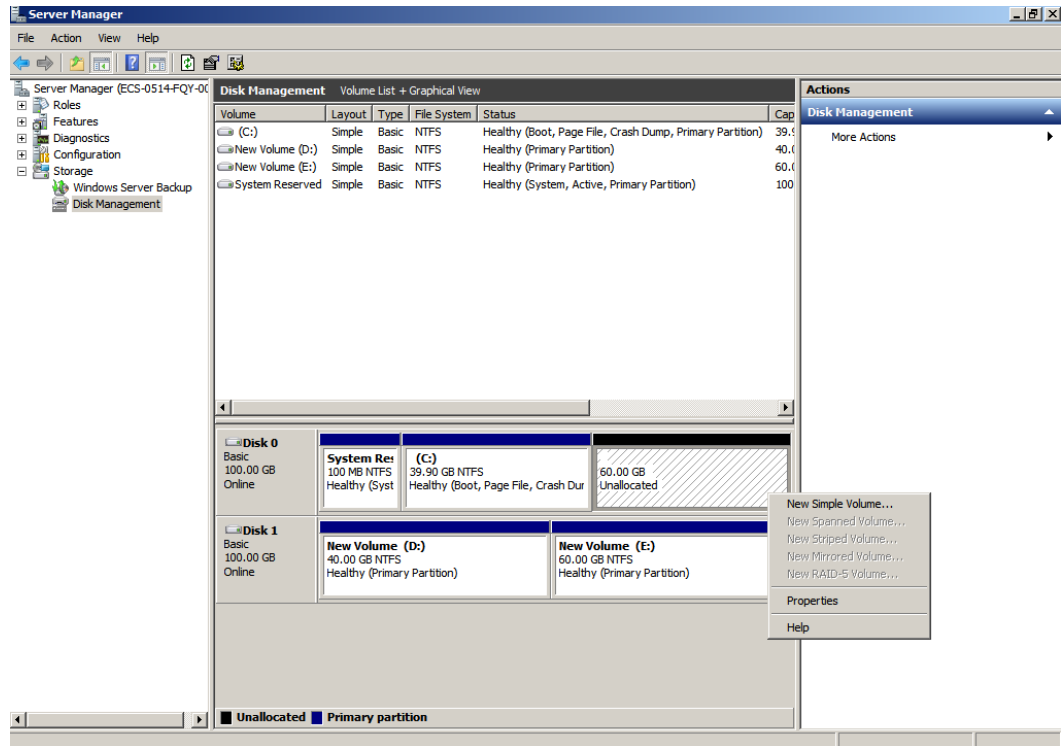 Server Manager
File Action View Help
Server Manager (ECS-0514-FQY-00
Roles
Features
Diagnostics
Configuration
Storage
Windows Server Backup
Disk Management
Disk Management Volume List + Graphical View
Volume Layout Type File System Status Cap
(C:) Simple Basic NTFS Healthy (Boot, Page File, Crash Dump, Primary Partition) 39.9
New Volume (D:) Simple Basic NTFS Healthy (Primary Partition) 40.0
New Volume (E:) Simple Basic NTFS Healthy (Primary Partition) 60.0
System Reserved Simple Basic NTFS Healthy (System, Active, Primary Partition) 100
Disk 0
Basic
100.00 GB
Online
System Res
100 MB NTFS
Healthy (Syst
(C:)
39.90 GB NTFS
Healthy (Boot, Page File, Crash Dur
60.00 GB
Unallocated
Disk 1
Basic
100.00 GB
Online
New Volume (D:)
40.00 GB NTFS
Healthy (Primary Partition)
New Volume (E:)
60.00 GB NTFS
Healthy (Primary Partition)
Unallocated Primary partition
Actions
Disk Management
More Actions
New Simple Volume...
New Spanned Volume...
New Striped Volume...
New Mirrored Volume...
New RAID-5 Volume...
Properties
Help